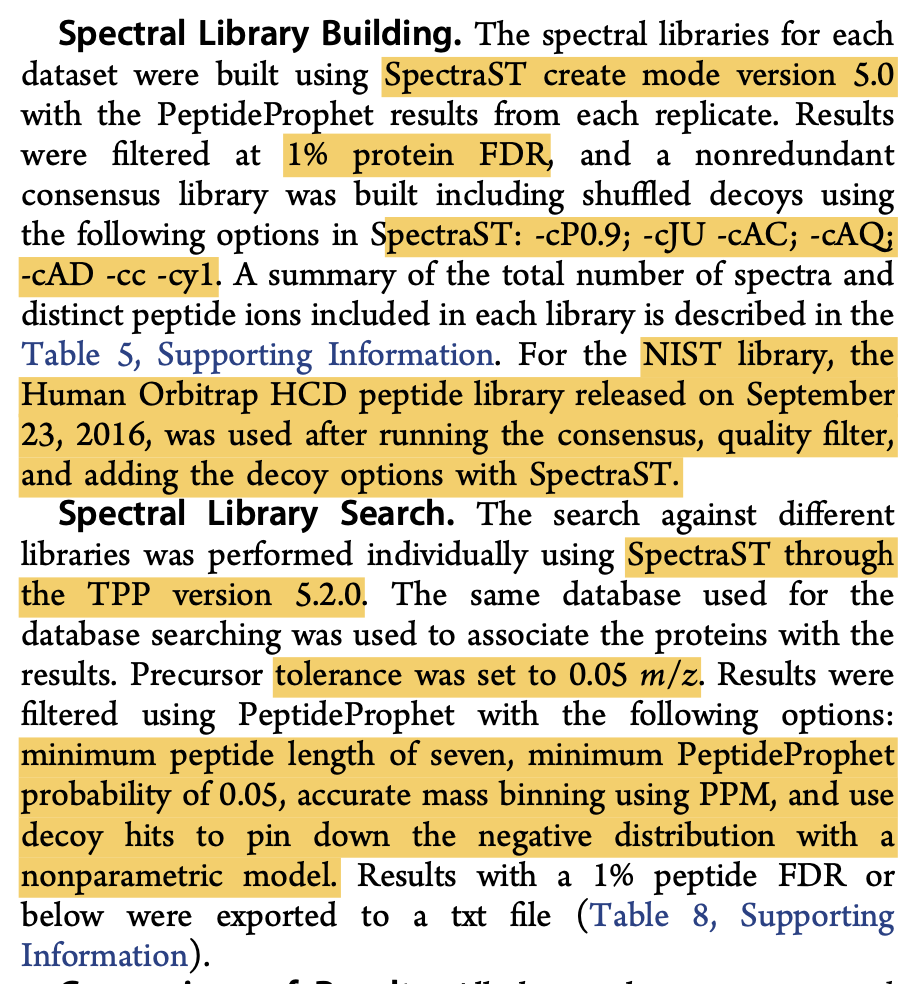 Spectral Library Building. The spectral libraries for each
dataset were built using SpectraST create mode version 5.0
with the PeptideProphet results from each replicate. Results
were filtered at 1% protein FDR, and a nonredundant
consensus library was built including shuffled decoys using
the following options in SpectraST: -cP0.9; -cJU -cAC; -cAQ;
-cAD -cc -cy1. A summary of the total number of spectra and
distinct peptide ions included in each library is described in the
Table 5, Supporting Information. For the NIST library, the
Human Orbitrap HCD peptide library released on September
23, 2016, was used after running the consensus, quality filter,
and adding the decoy options with SpectraST.
Spectral Library Search. The search against different
libraries was performed individually using SpectraST through
the TPP version 5.2.0. The same database used for the
database searching was used to associate the proteins with the
results. Precursor tolerance was set to 0.05 m/z. Results were
filtered using PeptideProphet with the following options:
minimum peptide length of seven, minimum PeptideProphet
probability of 0.05, accurate mass binning using PPM, and use
decoy hits to pin down the negative distribution with a
nonparametric model. Results with a 1% peptide FDR or
below were exported to a txt file (Table 8, Supporting
Information).